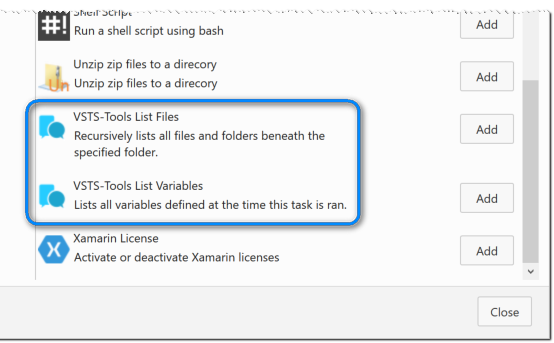 #!
Shell Script
Run a shell script using bash
Add
Unzip zip files to a direcory
Unzip zip files to a direcory
Add
VSTS-Tools List Files
Recursively lists all files and folders beneath the
specified folder.
Add
VSTS-Tools List Variables
Lists all variables defined at the time this task is ran.
Add
Xamarin License
Activate or deactivate Xamarin licenses
Add
Close